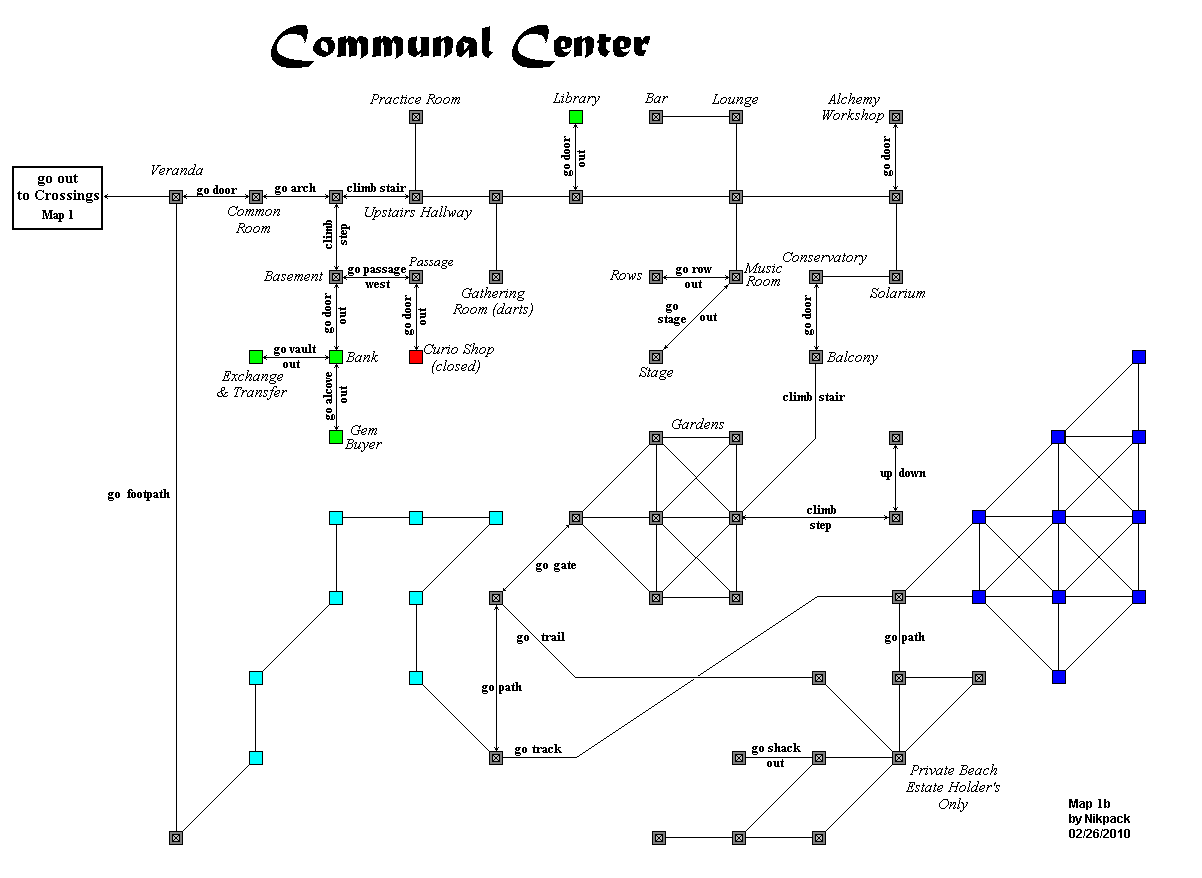 Communal Center
Practice Room
Library
Bar
Lounge
Alchemy
Workshop
go door
out
go door
go out
to Crossings
Map 1
Veranda
go door
go arch
climb stair
Common
Room
Upstairs Hallway
climb
step
Basement
go passage
west
Passage
Gathering
Room (darts)
Rows
go row
out
Music
Room
Conservatory
Solarium
go door
out
go door
out
go stage
out
go door
Exchange
& Transfer
go vault
out
Bank
Curio Shop
(closed)
Stage
Balcony
go alcove
out
Gem
Buyer
climb stair
Gardens
up down
go footpath
climb
step
go gate
go trail
go path
go path
go track
go shack
out
Private Beach
Estate Holder's
Only
Map 1b
by Nikpack
02/26/2010